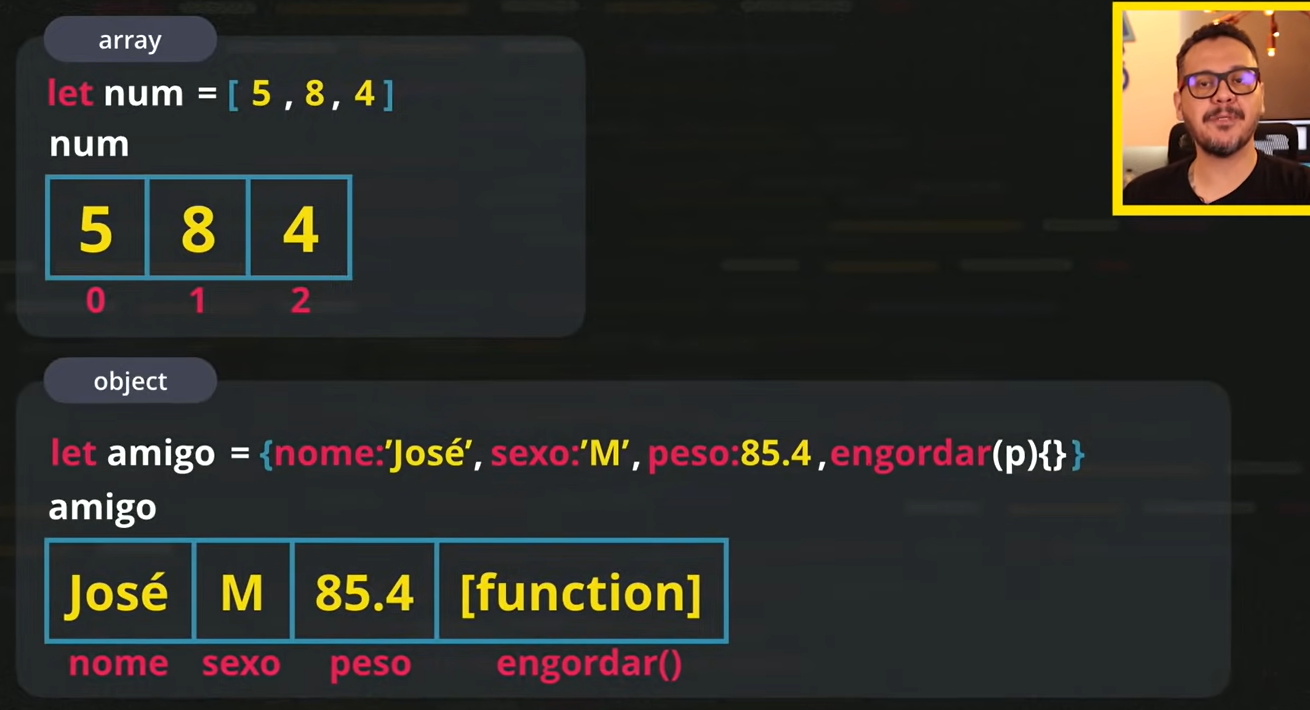 array
let num = [ 5 , 8 , 4 ]
num
5 8 4
0 1 2
object
let amigo = {nome:’José’, sexo:’M’, peso:85.4 ,engordar(p){} }
amigo
José M 85.4 [function]
nome sexo peso engordar()